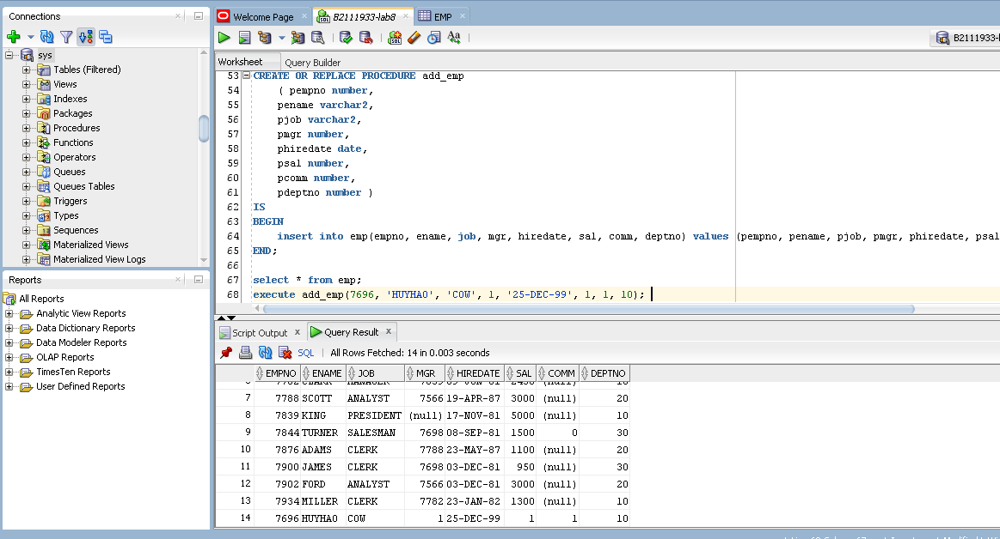 Connections
sys
Tables (Filtered)
Views
Indexes
Packages
Procedures
Functions
Operators
Queues
Queues Tables
Triggers
Types
Sequences
Materialized Views
Materialized View Logs
Reports
All Reports
Analytic View Reports
Data Dictionary Reports
Data Modeler Reports
OLAP Reports
TimesTen Reports
User Defined Reports
Welcome Page B2111933-lab8 EMP
B2111933-l
Worksheet Query Builder
53 CREATE OR REPLACE PROCEDURE add_emp
54 ( pempno number,
55 pename varchar2,
56 pjob varchar2,
57 pmgr number,
58 phiredate date,
59 psal number,
60 pcomm number,
61 pdeptno number )
62 IS
63 BEGIN
64 insert into emp(empno, ename, job, mgr, hiredate, sal, comm, deptno) values (pempno, pename, pjob, pmgr, phiredate, psal
65 END;
66
67 select * from emp;
68 execute add_emp(7696, 'HUYHAO', 'COW', 1, '25-DEC-99', 1, 1, 10);
Script Output x Query Result x
SQL | All Rows Fetched: 14 in 0.003 seconds
EMPNO ENAME JOB MGR HIREDATE SAL COMM DEPTNO
7 7788 SCOTT ANALYST 7566 19-APR-87 3000 (null) 20
8 7839 KING PRESIDENT (null) 17-NOV-81 5000 (null) 10
9 7844 TURNER SALESMAN 7698 08-SEP-81 1500 0 30
10 7876 ADAMS CLERK 7788 23-MAY-87 1100 (null) 20
11 7900 JAMES CLERK 7698 03-DEC-81 950 (null) 30
12 7902 FORD ANALYST 7566 03-DEC-81 3000 (null) 20
13 7934 MILLER CLERK 7782 23-JAN-82 1300 (null) 10
14 7696 HUYHAO COW 1 25-DEC-99 1 1 10